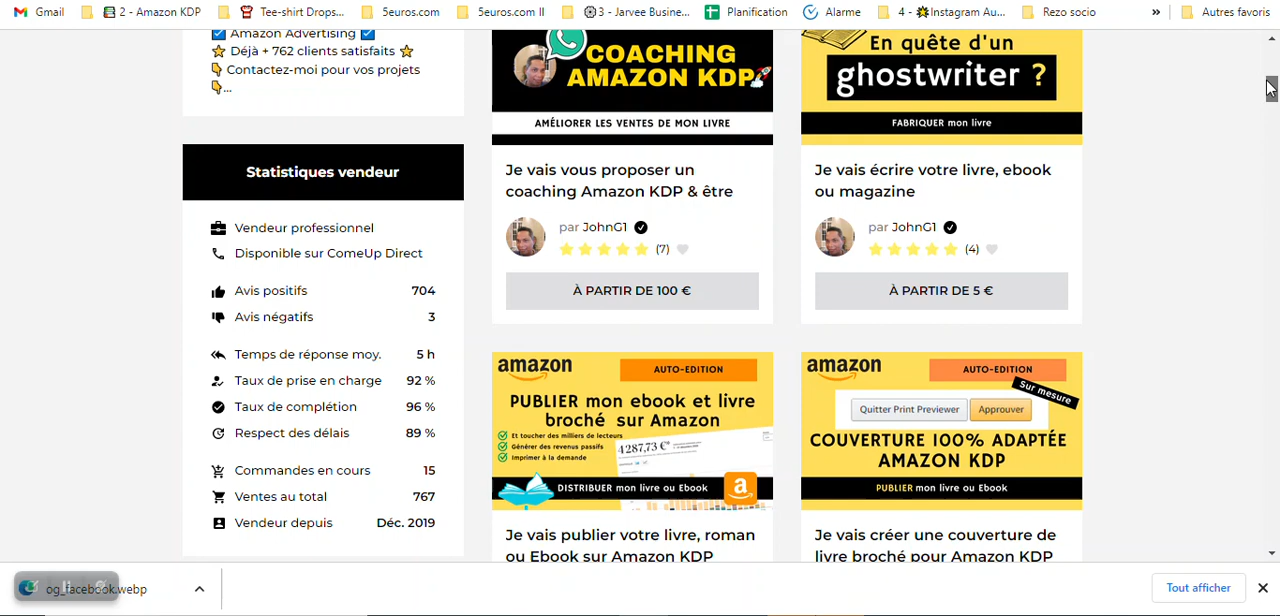 Gmail
2 - Amazon KDP
Tee-shirt Drops...
5euros.com
5euros.com II
3 - Jarvee Busine...
Planification
Alarme
4 - Instagram Au...
Rezo socio
»
Autres favoris
Amazon Advertising
Déjà + 762 clients satisfaits
Contactez-moi pour vos projets
...
Statistiques vendeur
Vendeur professionnel
Disponible sur ComeUp Direct
Avis positifs 704
Avis négatifs 3
Temps de réponse moy. 5 h
Taux de prise en charge 92 %
Taux de complétion 96 %
Respect des délais 89 %
Commandes en cours 15
Ventes au total 767
Vendeur depuis Déc. 2019
COACHING
AMAZON KDP
AMÉLIORER LES VENTES DE MON LIVRE
Je vais vous proposer un
coaching Amazon KDP & être
par JohnG1
(7)
À PARTIR DE 100 €
En quête d'un
ghostwriter ?
FABRIQUER mon livre
Je vais écrire votre livre, ebook
ou magazine
par JohnG1
(4)
À PARTIR DE 5 €
amazon
AUTO-EDITION
PUBLIER mon ebook et livre
broché sur Amazon
Et toucher des milliers de lecteurs
Générer des revenus passifs
Imprimer à la demande
4 287,73 €
DISTRIBUER mon livre ou Ebook
a
Je vais publier votre livre, roman
ou Ebook sur Amazon KDP
amazon
AUTO-EDITION
Sur mesure
Quitter Print Previewer
Approuver
COUVERTURE 100% ADAPTÉE
AMAZON KDP
PUBLIER mon livre ou Ebook
Je vais créer une couverture de
livre broché pour Amazon KDP
og_facebook.webp
Tout afficher